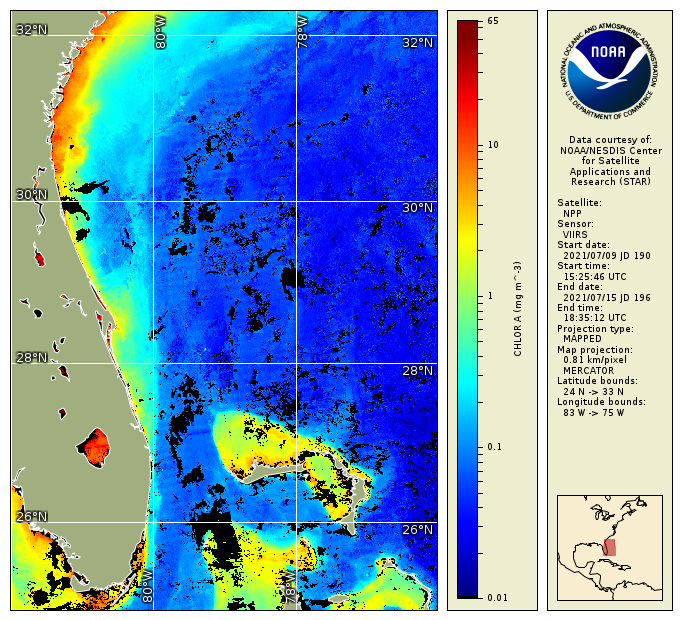 80°W
78°W
32°N
32°N
30°N
30°N
28°N
28°N
26°N
26°N
80°W
78°W
65
10
1
0.1
0.01
CHLOR A (mg m^-3)
NATIONAL OCEANIC AND ATMOSPHERIC ADMINISTRATION
NOAA
U.S. DEPARTMENT OF COMMERCE
Data courtesy of:
NOAA/NESDIS Center
for Satellite
Applications and
Research (STAR)
Satellite:
NPP
Sensor:
VIIRS
Start date:
2021/07/09 JD 190
Start time:
15:25:46 UTC
End date:
2021/07/15 JD 196
End time:
18:35:12 UTC
Projection type:
MAPPED
Map projection:
0.81 km/pixel
MERCATOR
Latitude bounds:
24 N -> 33 N
Longitude bounds:
83 W -> 75 W